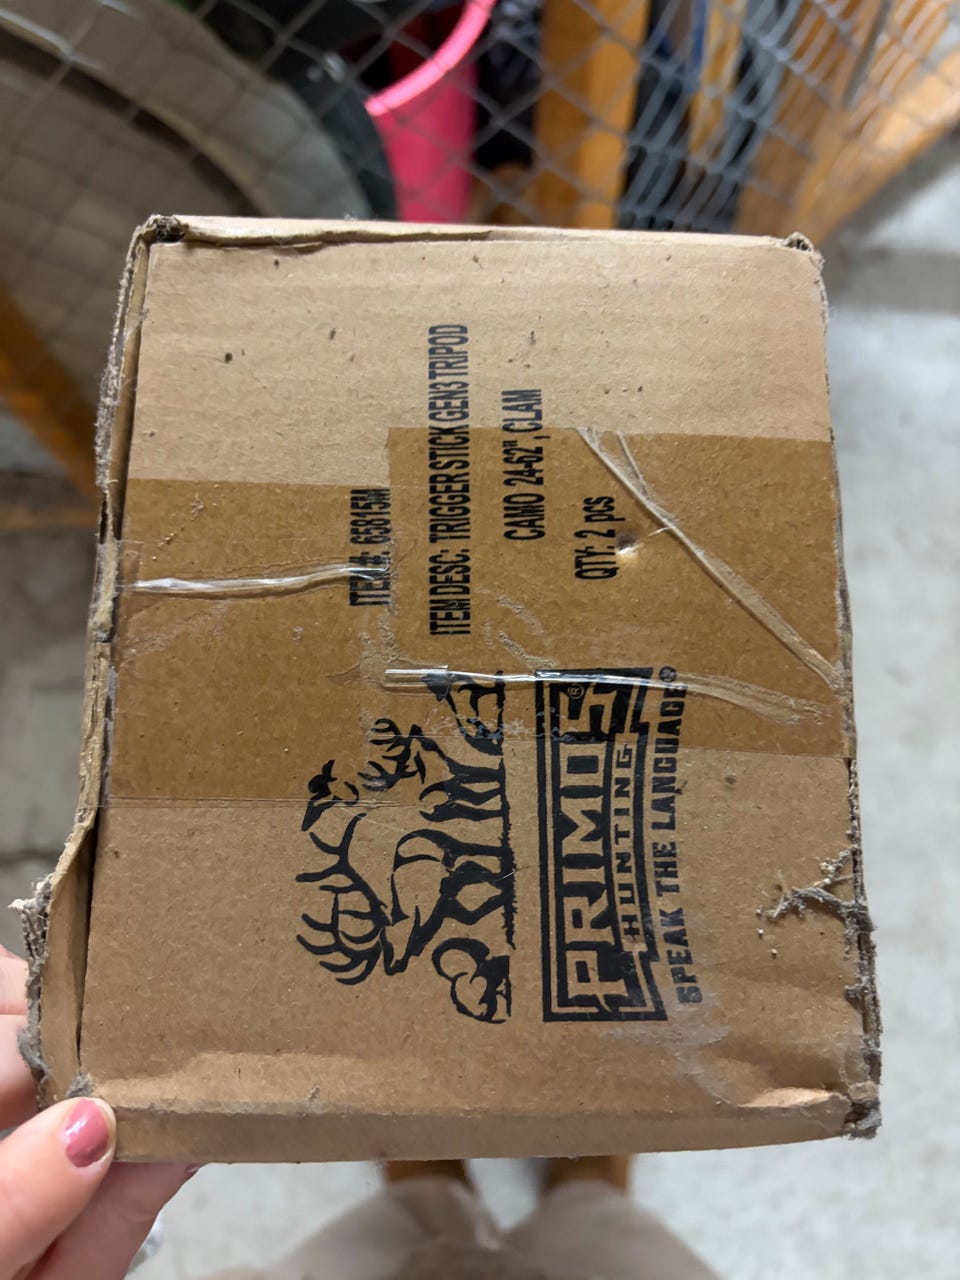 ITEM#: 65815M
ITEM DESC: TRIGGER STICK GEN3 TRIPOD
CAMO 24-62", CLAM
QTY: 2 pcs
PRIMOS®
HUNTING
SPEAK THE LANGUAGE®